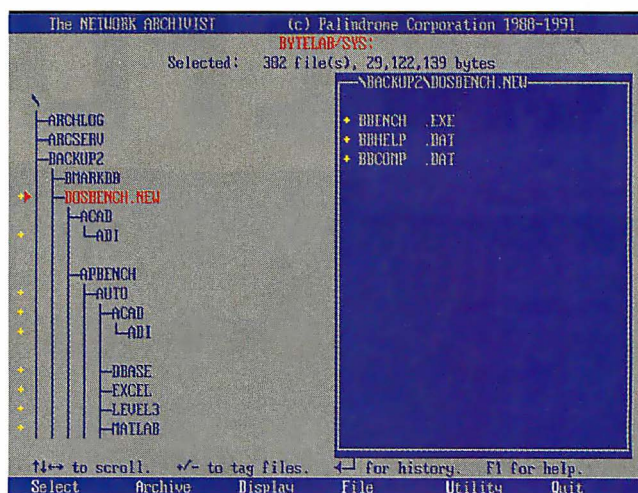 The NETWORK ARCHIVIST (c) Palindrome Corporation 1988-1991
BYTELAB/SYS:
Selected: 382 file(s), 29,122,139 bytes
\BACKUP2\DOSBENCH.NEW
\
ARCHLOG
ARCSERV
BACKUP2
BMARKDB
DOSBENCH.NEW
ACAD
ADI
APBENCH
AUTO
ACAD
ADI
DBASE
EXCEL
LEVEL3
MATLAB
BBENCH .EXE
BBHELP .DAT
BBCOMP .DAT
↑↓↔ to scroll. +/- to tag files. ◄┘ for history. F1 for help.
Select Archive Display File Utility Quit